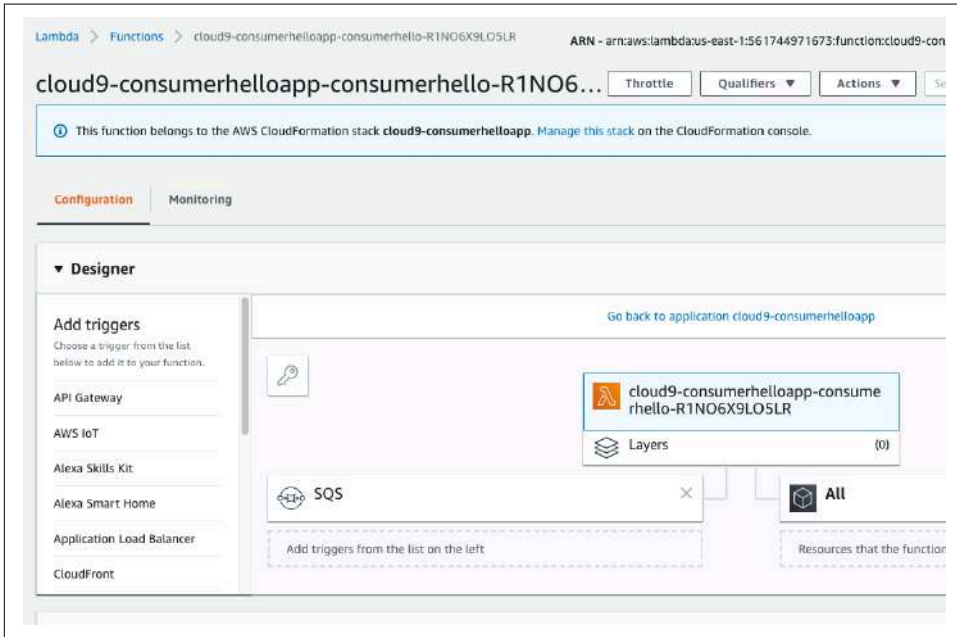 Lambda > Functions > cloud9-consumerhelloapp-consumerhello-R1NO6X9LO5LR
ARN - arn:aws:lambda:us-east-1:561744971673:function:cloud9-con
cloud9-consumerhelloapp-consumerhello-R1NO6...
Throttle
Qualifiers
Actions
This function belongs to the AWS CloudFormation stack cloud9-consumerhelloapp. Manage this stack on the CloudFormation console.
Configuration
Monitoring
Designer
Add triggers
Choose a trigger from the list
below to add it to your function.
API Gateway
AWS IoT
Alexa Skills Kit
Alexa Smart Home
Application Load Balancer
CloudFront
Go back to application cloud9-consumerhelloapp
cloud9-consumerhelloapp-consume
rhello-R1NO6X9LO5LR
Layers (0)
SQS
Add triggers from the list on the left
All
Resources that the function